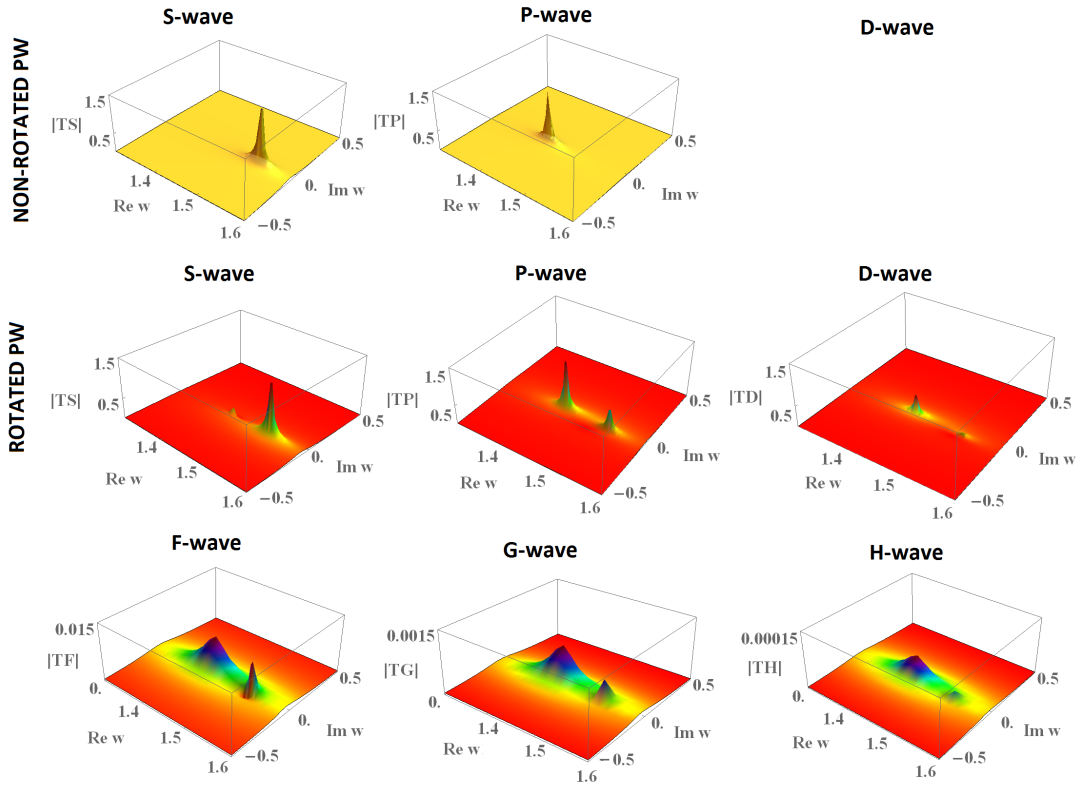 NON-ROTATED PW
S-wave
P-wave
D-wave
1.5
|TS|
0.5
1.4
Re w
1.5
1.6
−0.5
0.
Im w
0.5
1.5
|TP|
0.5
1.4
Re w
1.5
1.6
−0.5
0.
Im w
0.5
ROTATED PW
S-wave
P-wave
D-wave
1.5
|TS|
0.5
1.4
Re w
1.5
1.6
−0.5
0.
Im w
0.5
1.5
|TP|
0.5
1.4
Re w
1.5
1.6
−0.5
0.
Im w
0.5
1.5
|TD|
0.5
1.4
Re w
1.5
1.6
−0.5
0.
Im w
0.5
F-wave
G-wave
H-wave
0.015
|TF|
0.
1.4
Re w
1.5
1.6
−0.5
0.
Im w
0.5
0.0015
|TG|
0.
1.4
Re w
1.5
1.6
−0.5
0.
Im w
0.5
0.00015
|TH|
0.
1.4
Re w
1.5
1.6
−0.5
0.
Im w
0.5